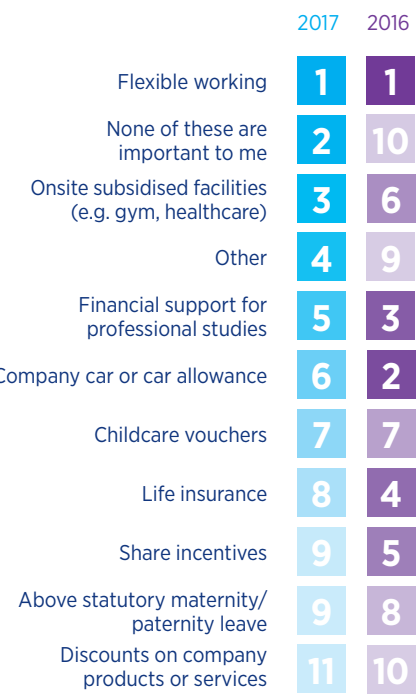 2017 2016
Flexible working 1 1
None of these are
important to me 2 10
Onsite subsidised facilities
(e.g. gym, healthcare) 3 6
Other 4 9
Financial support for
professional studies 5 3
Company car or car allowance 6 2
Childcare vouchers 7 7
Life insurance 8 4
Share incentives 9 5
Above statutory maternity/
paternity leave 9 8
Discounts on company
products or services 11 10